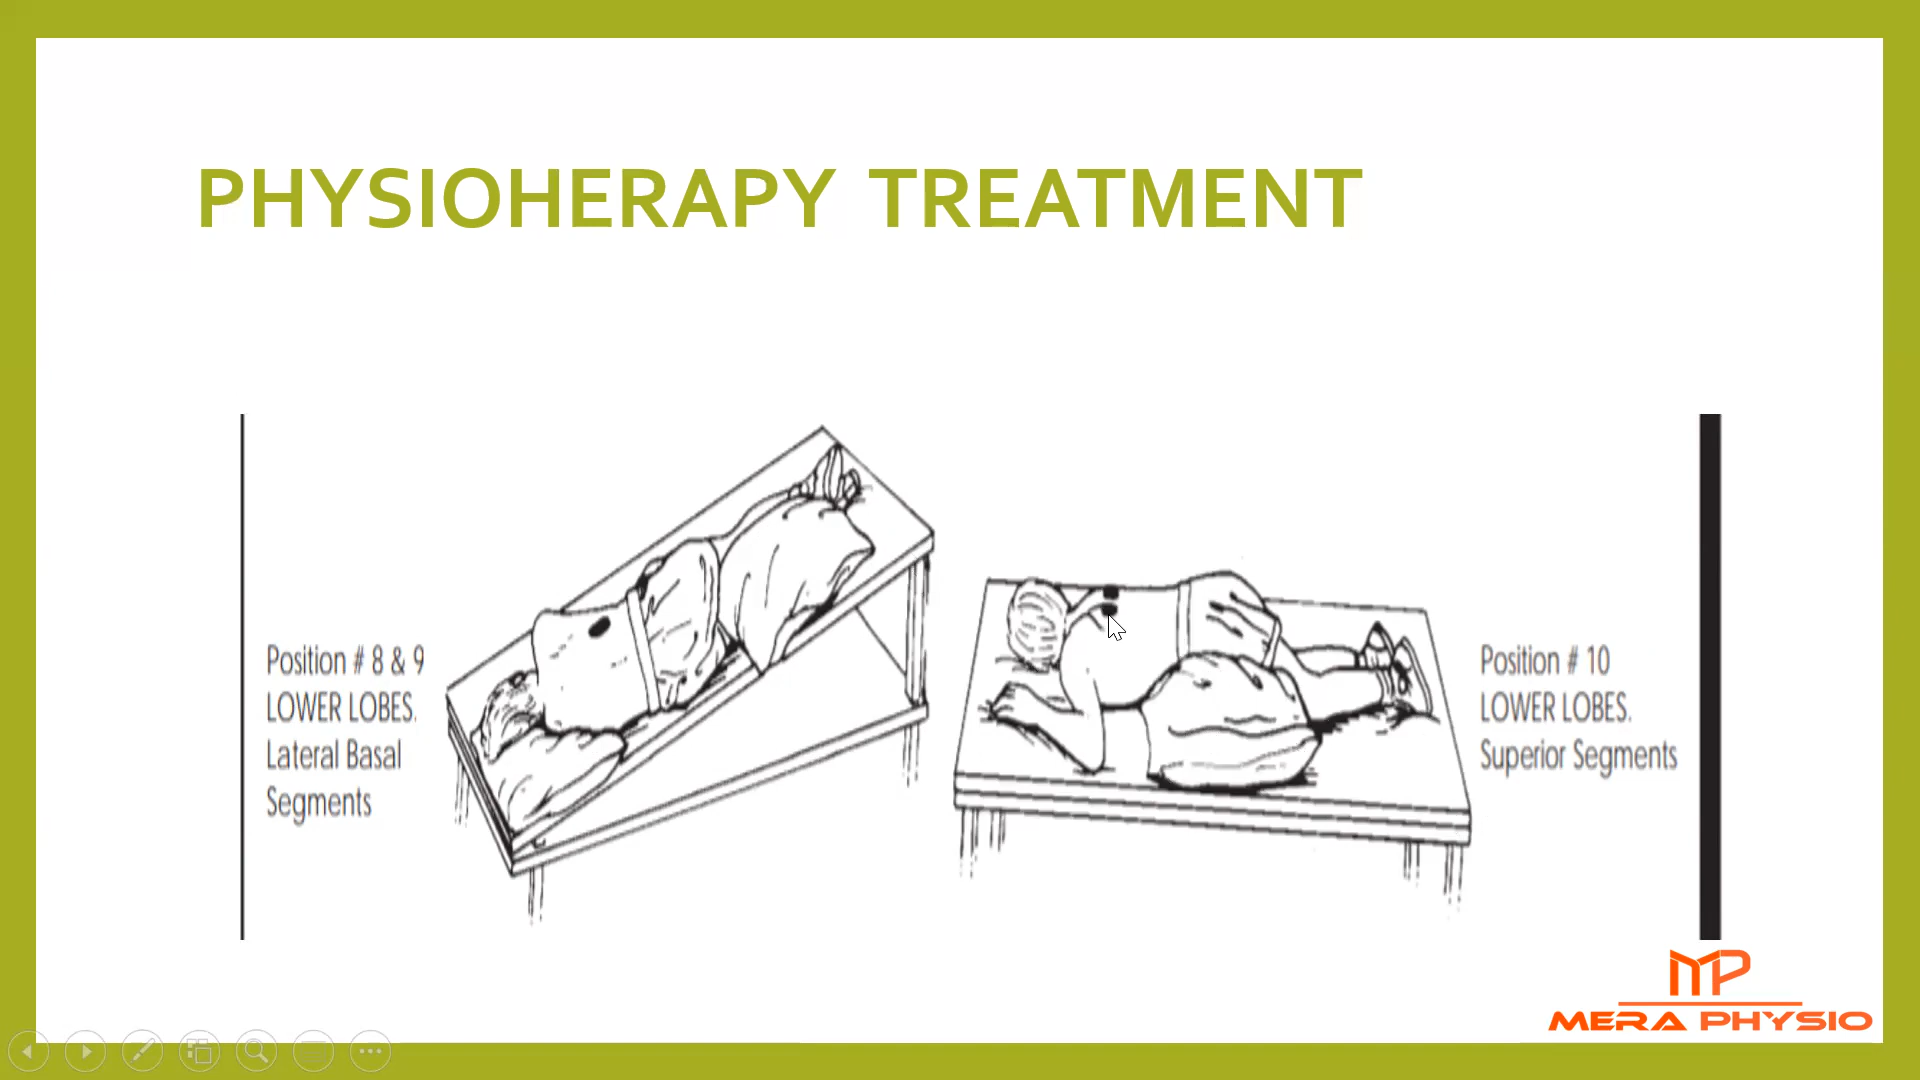 PHYSIOHERAPY TREATMENT
Position # 8 & 9
LOWER LOBES.
Lateral Basal
Segments
Position # 10
LOWER LOBES.
Superior Segments
MP
MERA PHYSIO